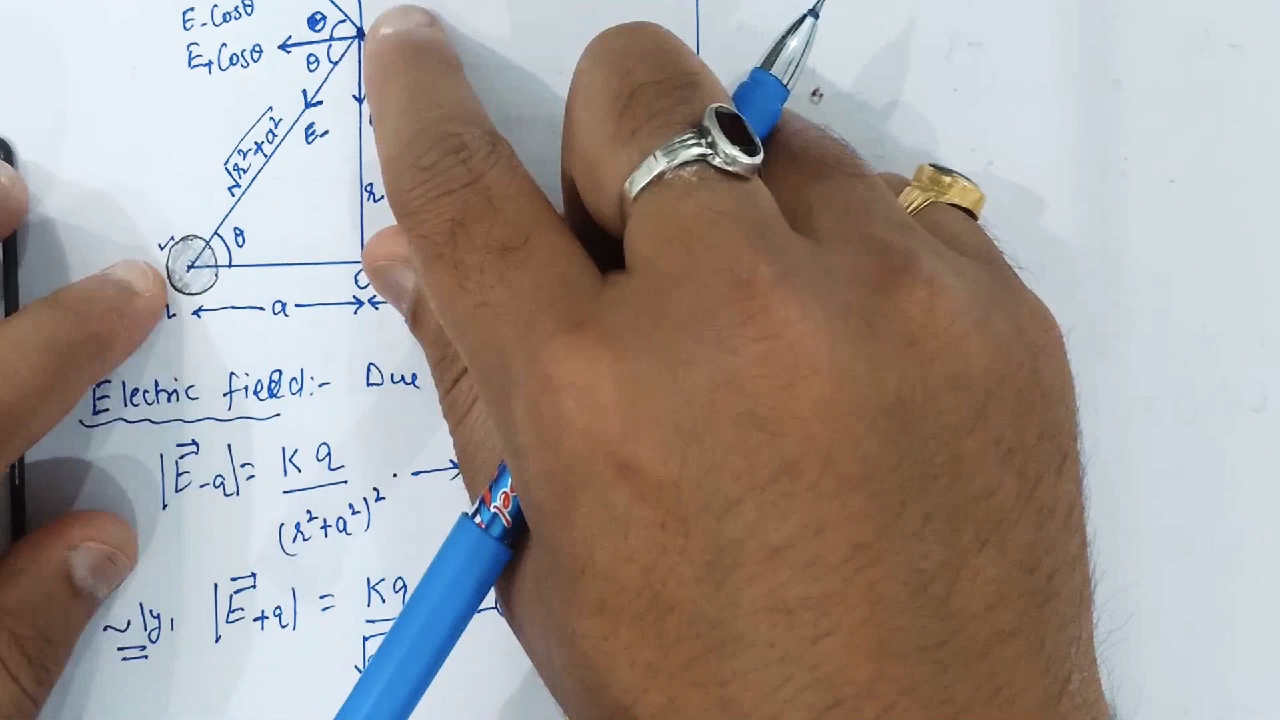 E-Cosθ
θ
E+Cosθ
θ
E-
√r²+a²
r
θ
a
Electric field:- Due
|E⃗-q| = Kq / (r²+a²)² . →
~ly, |E⃗+q| = Kq / √